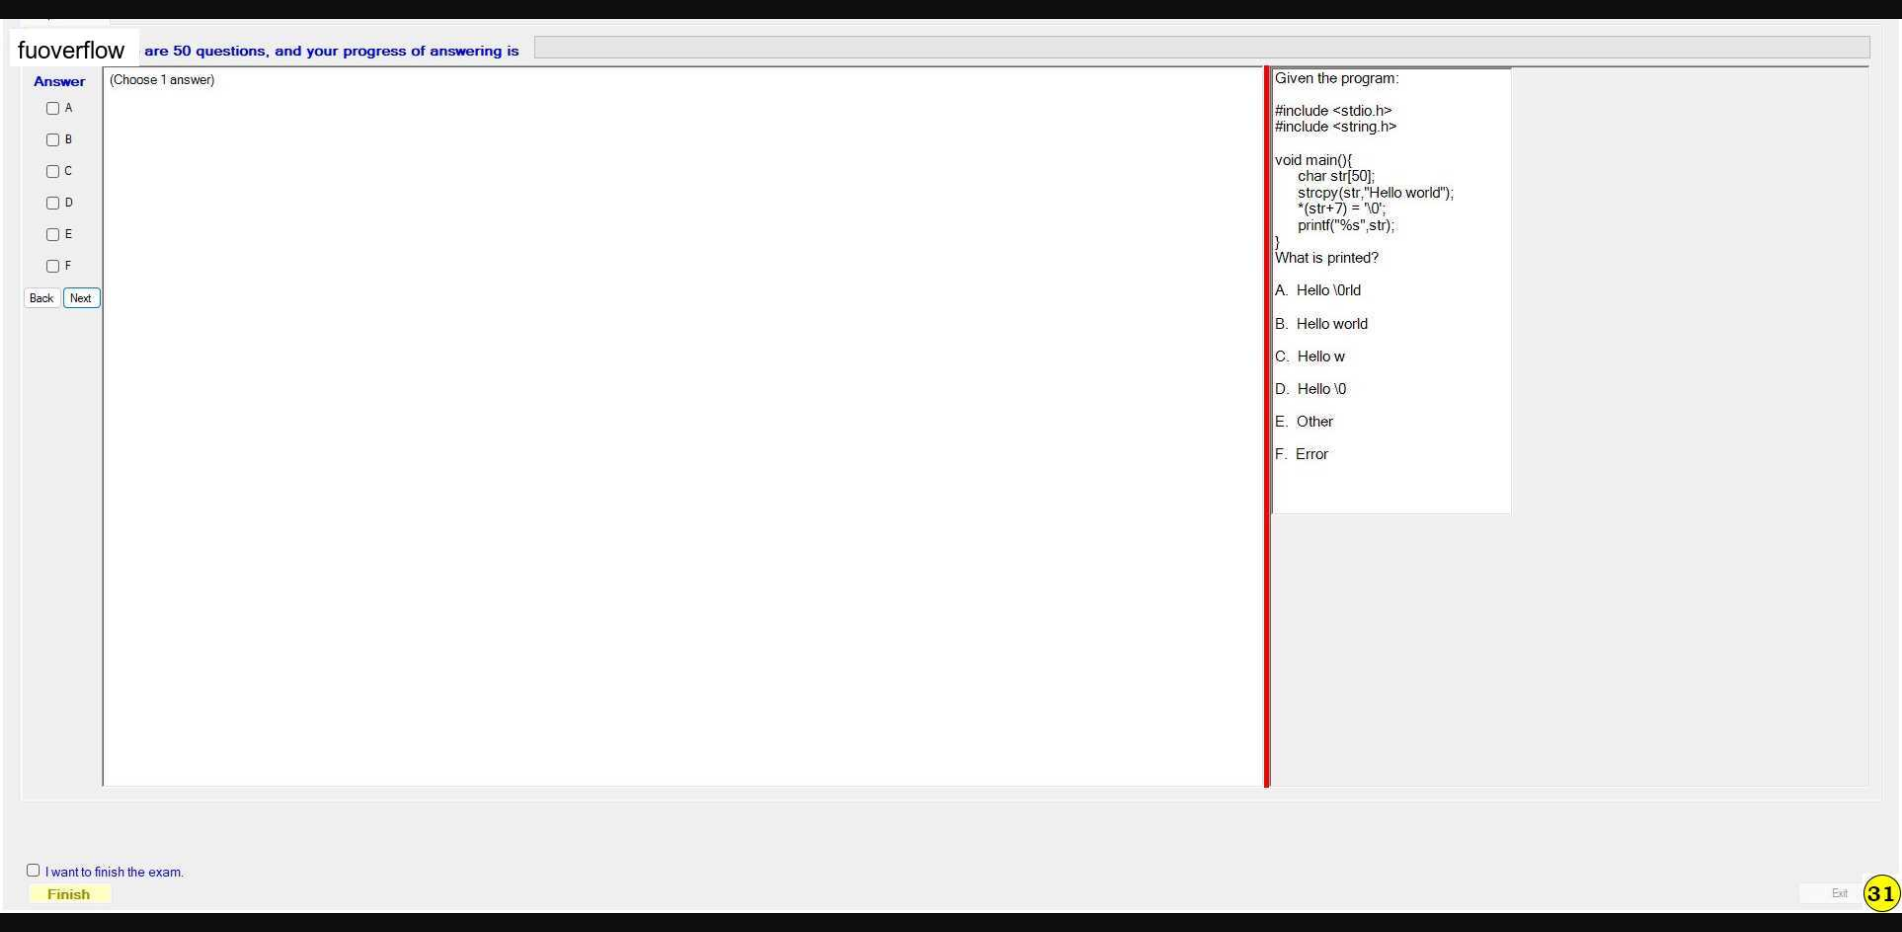 fuoverflow are 50 questions, and your progress of answering is
Answer
A
B
C
D
E
F
Back Next
(Choose 1 answer)
Given the program:
#include <stdio.h>
#include <string.h>
void main(){
char str[50];
strcpy(str,"Hello world");
*(str+7) = '\0';
printf("%s",str);
}
What is printed?
A. Hello \0rld
B. Hello world
C. Hello w
D. Hello \0
E. Other
F. Error
I want to finish the exam.
Finish
Exit 31